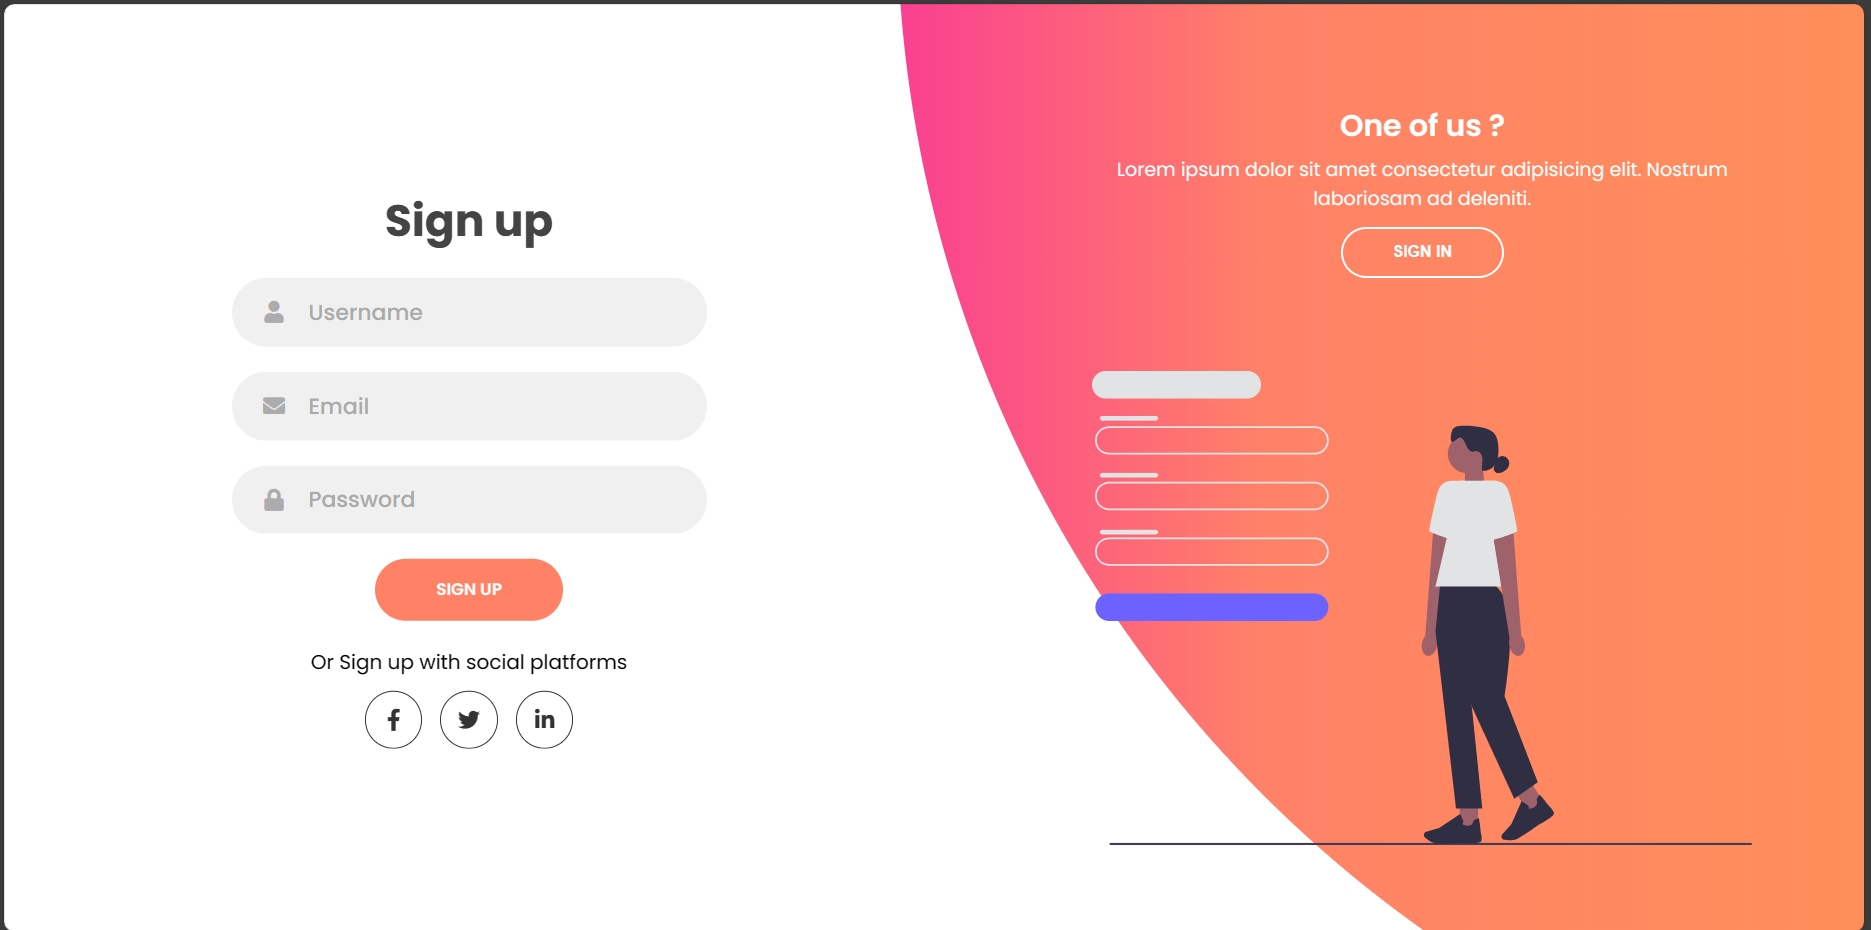 Sign up
Username
Email
Password
SIGN UP
Or Sign up with social platforms
One of us ?
Lorem ipsum dolor sit amet consectetur adipisicing elit. Nostrum
laboriosam ad deleniti.
SIGN IN